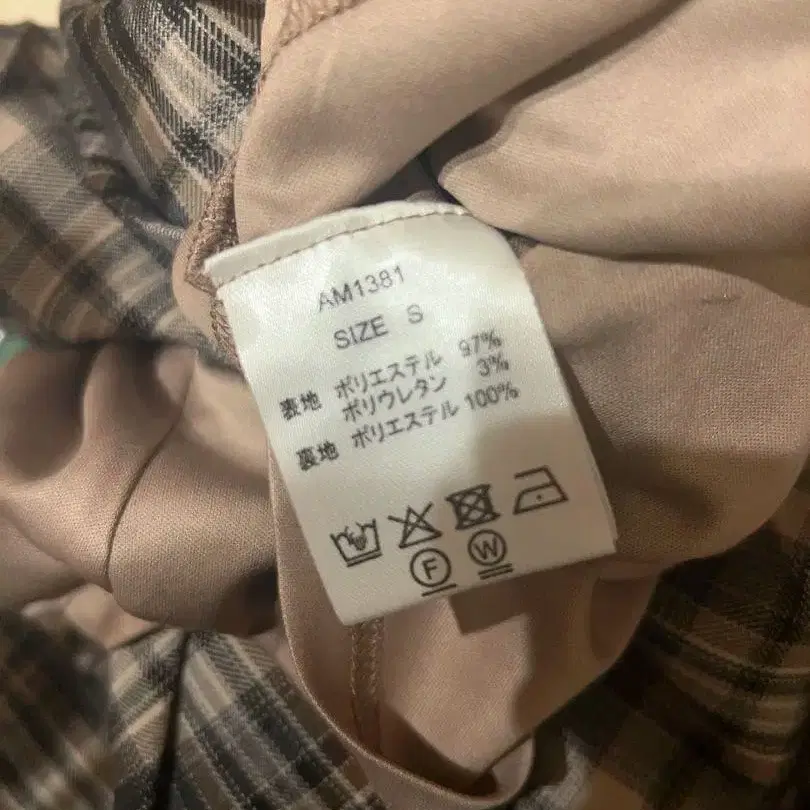 AM1381
SIZE S
表地 ポリエステル 97%
ポリウレタン 3%
裏地 ポリエステル 100%
F W